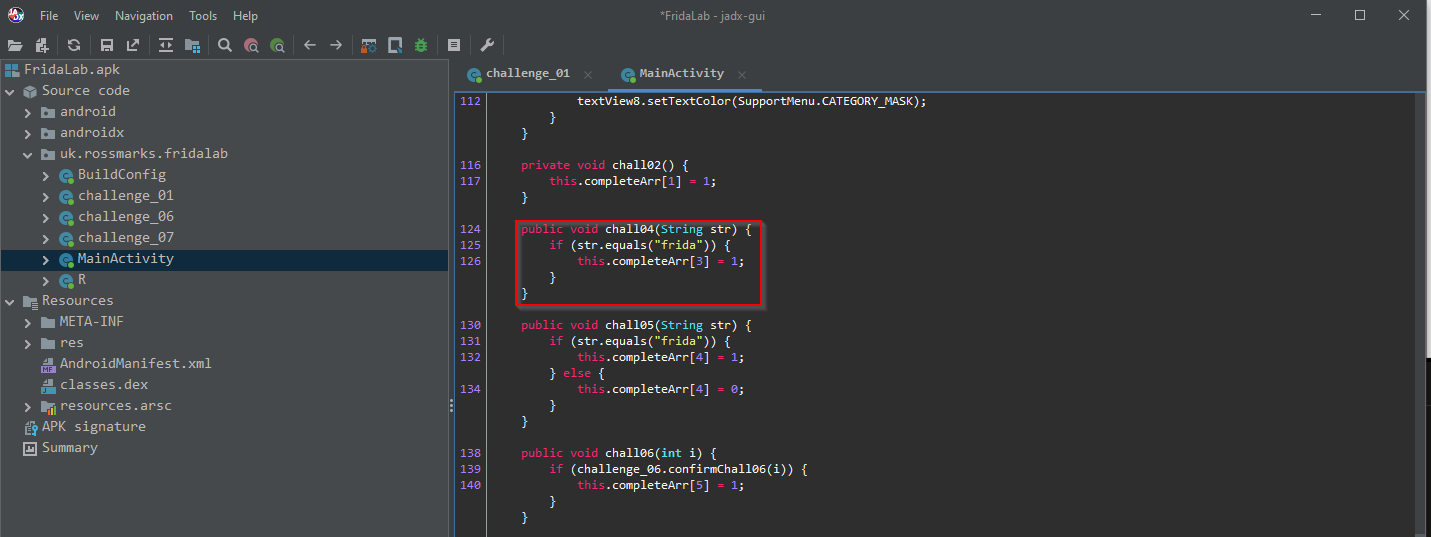 File View Navigation Tools Help *FridaLab - jadx-gui
FridaLab.apk
Source code
android
androidx
uk.rossmarks.fridalab
BuildConfig
challenge_01
challenge_06
challenge_07
MainActivity
R
Resources
META-INF
res
AndroidManifest.xml
classes.dex
resources.arsc
APK signature
Summary
challenge_01 MainActivity
112 textView8.setTextColor(SupportMenu.CATEGORY_MASK);
}
}
116 private void chall02() {
117 this.completeArr[1] = 1;
}
124 public void chall04(String str) {
125 if (str.equals("frida")) {
126 this.completeArr[3] = 1;
}
}
130 public void chall05(String str) {
131 if (str.equals("frida")) {
132 this.completeArr[4] = 1;
} else {
134 this.completeArr[4] = 0;
}
}
138 public void chall06(int i) {
139 if (challenge_06.confirmChall06(i)) {
140 this.completeArr[5] = 1;
}
}